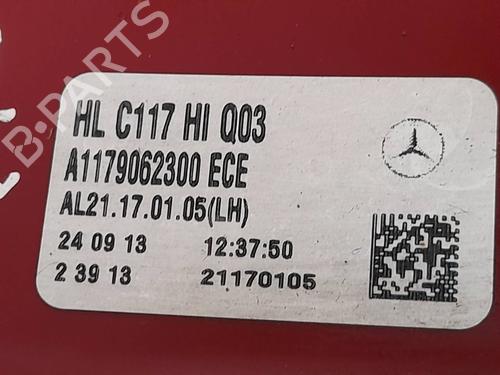 B-PARTS
HL C117 HI Q03
A1179062300 ECE
AL21.17.01.05(LH)
24 09 13 12:37:50
2 39 13 21170105